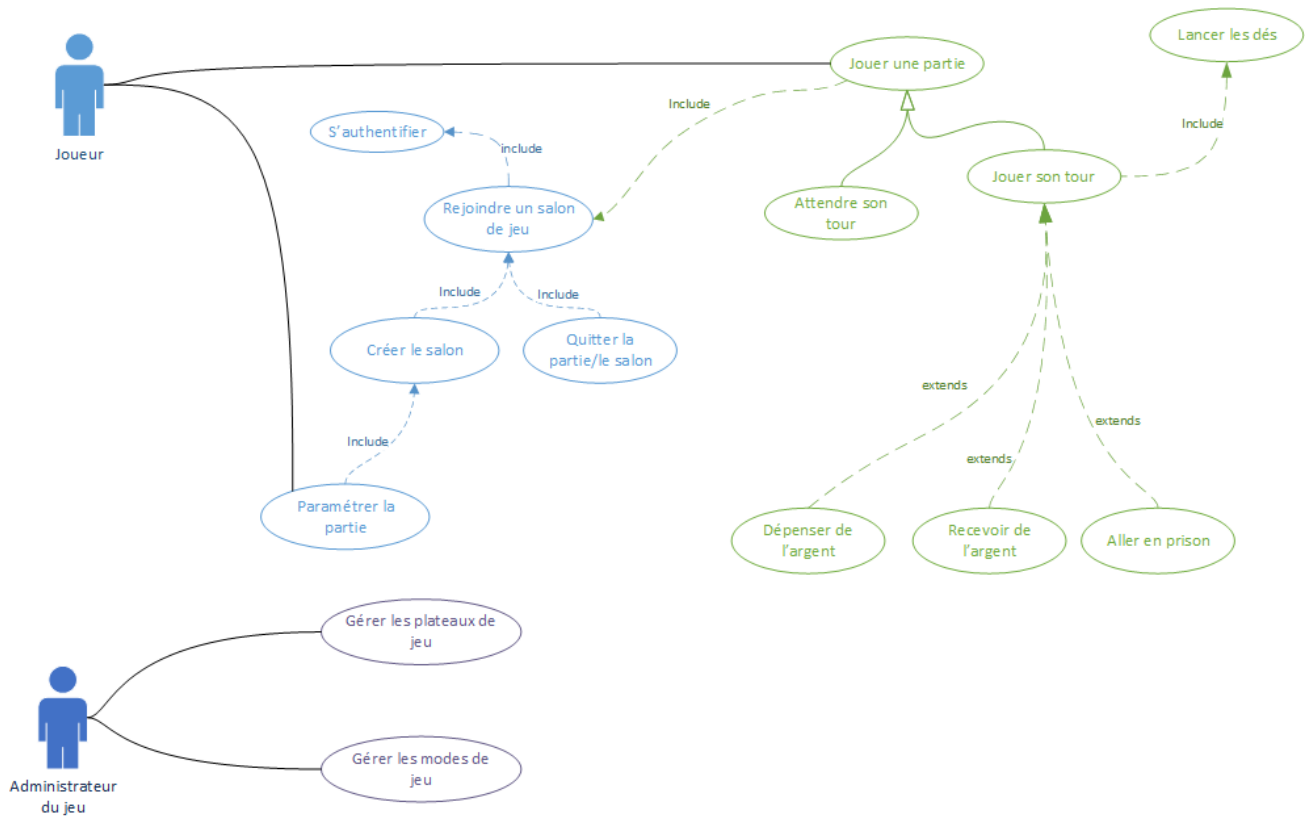 Lancer les dés
Jouer une partie
Include
Include
S'authentifier
include
Joueur
Jouer son tour
Attendre son
tour
Rejoindre un salon
de jeu
Include
Include
Créer le salon
Quitter la
partie/le salon
extends
extends
extends
Include
Paramétrer la
partie
Dépenser de
l'argent
Recevoir de
l'argent
Aller en prison
Gérer les plateaux de
jeu
Gérer les modes de
jeu
Administrateur
du jeu